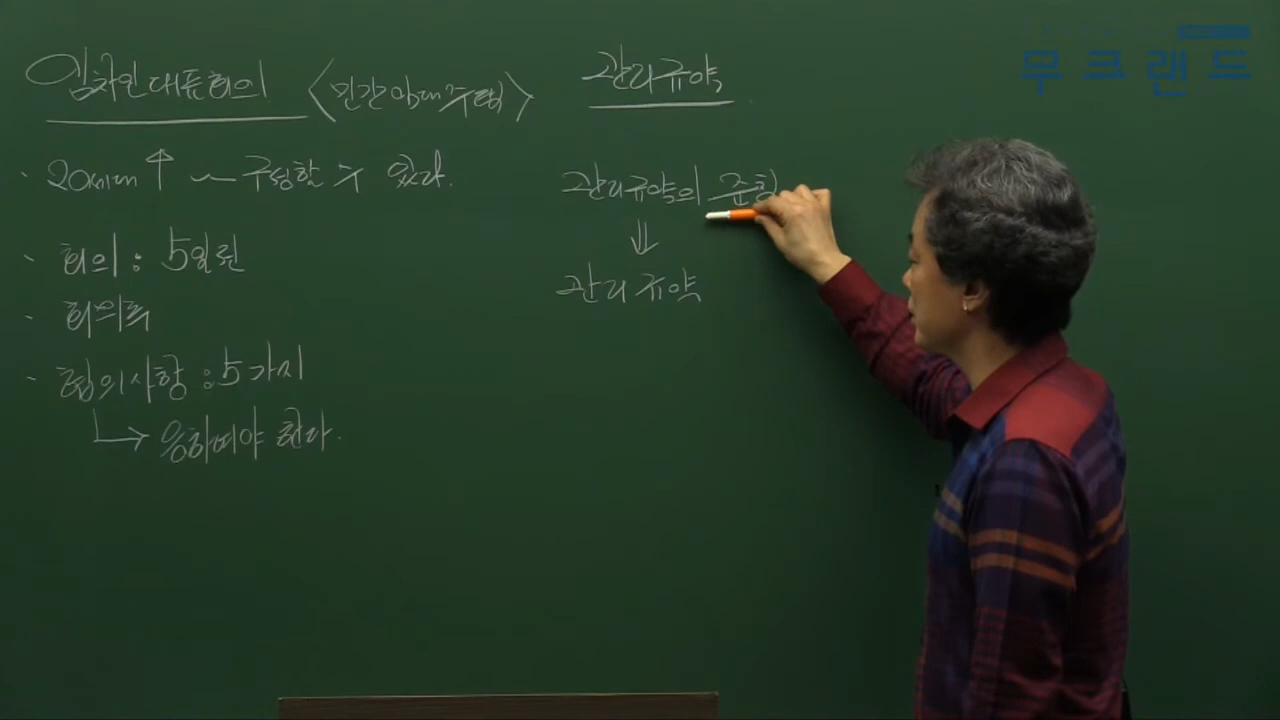 임차인대표회의 <민간임대주택>
· 20세대 ↑ ~ 구성할 수 있다.
· 회의 : 5일 전
· 회의록
· 협의사항 : 5가지
↳ 응하여야 한다.
관리규약
관리규약의 준칙
⇓
관리규약
무크랜드